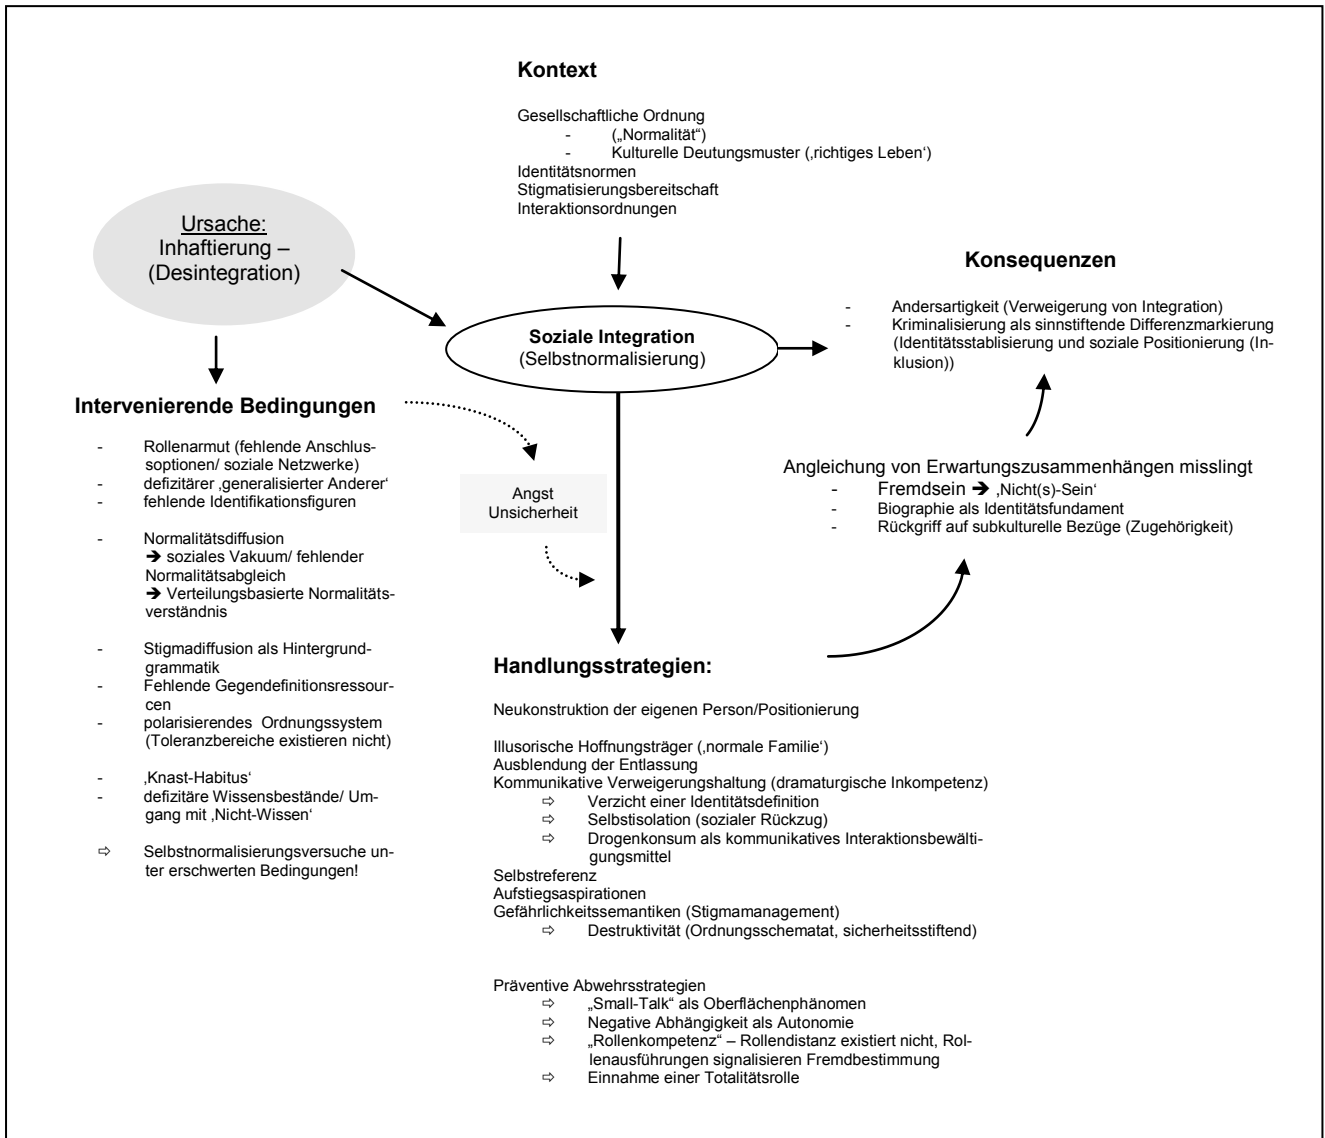 Kontext
Gesellschaftliche Ordnung
- („Normalität“)
- Kulturelle Deutungsmuster (‚richtiges Leben‘)
Identitätsnormen
Stigmatisierungsbereitschaft
Interaktionsordnungen
Ursache:
Inhaftierung –
(Desintegration)
Soziale Integration
(Selbstnormalisierung)
Konsequenzen
- Andersartigkeit (Verweigerung von Integration)
- Kriminalisierung als sinnstiftende Differenzmarkierung
(Identitätsstablisierung und soziale Positionierung (In-
klusion))
Intervenierende Bedingungen
- Rollenarmut (fehlende Anschlus-
soptionen/ soziale Netzwerke)
- defizitärer ‚generalisierter Anderer‘
- fehlende Identifikationsfiguren
- Normalitätsdiffusion
➔ soziales Vakuum/ fehlender
Normalitätsabgleich
➔ Verteilungsbasierte Normalitäts-
verständnis
- Stigmadiffusion als Hintergrund-
grammatik
- Fehlende Gegendefinitionsressour-
cen
- polarisierendes Ordnungssystem
(Toleranzbereiche existieren nicht)
- ‚Knast-Habitus‘
- defizitäre Wissensbestände/ Um-
gang mit ‚Nicht-Wissen‘
⇨ Selbstnormalisierungsversuche un-
ter erschwerten Bedingungen!
Angst
Unsicherheit
Angleichung von Erwartungszusammenhängen misslingt
- Fremdsein ➔ ‚Nicht(s)-Sein‘
- Biographie als Identitätsfundament
- Rückgriff auf subkulturelle Bezüge (Zugehörigkeit)
Handlungsstrategien:
Neukonstruktion der eigenen Person/Positionierung
Illusorische Hoffnungsträger (‚normale Familie‘)
Ausblendung der Entlassung
Kommunikative Verweigerungshaltung (dramaturgische Inkompetenz)
⇨ Verzicht einer Identitätsdefinition
⇨ Selbstisolation (sozialer Rückzug)
⇨ Drogenkonsum als kommunikatives Interaktionsbewälti-
gungsmittel
Selbstreferenz
Aufstiegsaspirationen
Gefährlichkeitssemantiken (Stigmamanagement)
⇨ Destruktivität (Ordnungsschematat, sicherheitsstiftend)
Präventive Abwehrsstrategien
⇨ „Small-Talk“ als Oberflächenphänomen
⇨ Negative Abhängigkeit als Autonomie
⇨ „Rollenkompetenz“ – Rollendistanz existiert nicht, Rol-
lenausführungen signalisieren Fremdbestimmung
⇨ Einnahme einer Totalitätsrolle